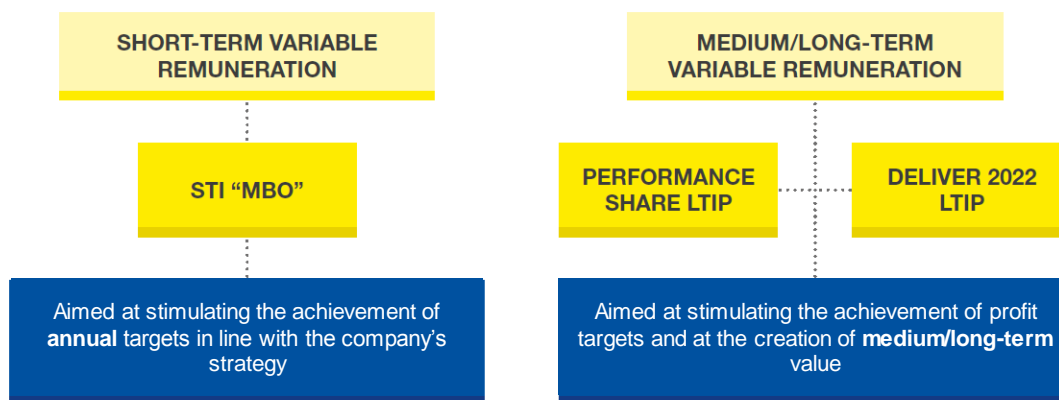 SHORT-TERM VARIABLE
REMUNERATION
STI “MBO”
Aimed at stimulating the achievement of
annual targets in line with the company’s
strategy
MEDIUM/LONG-TERM
VARIABLE REMUNERATION
PERFORMANCE
SHARE LTIP
DELIVER 2022
LTIP
Aimed at stimulating the achievement of profit
targets and at the creation of medium/long-term
value